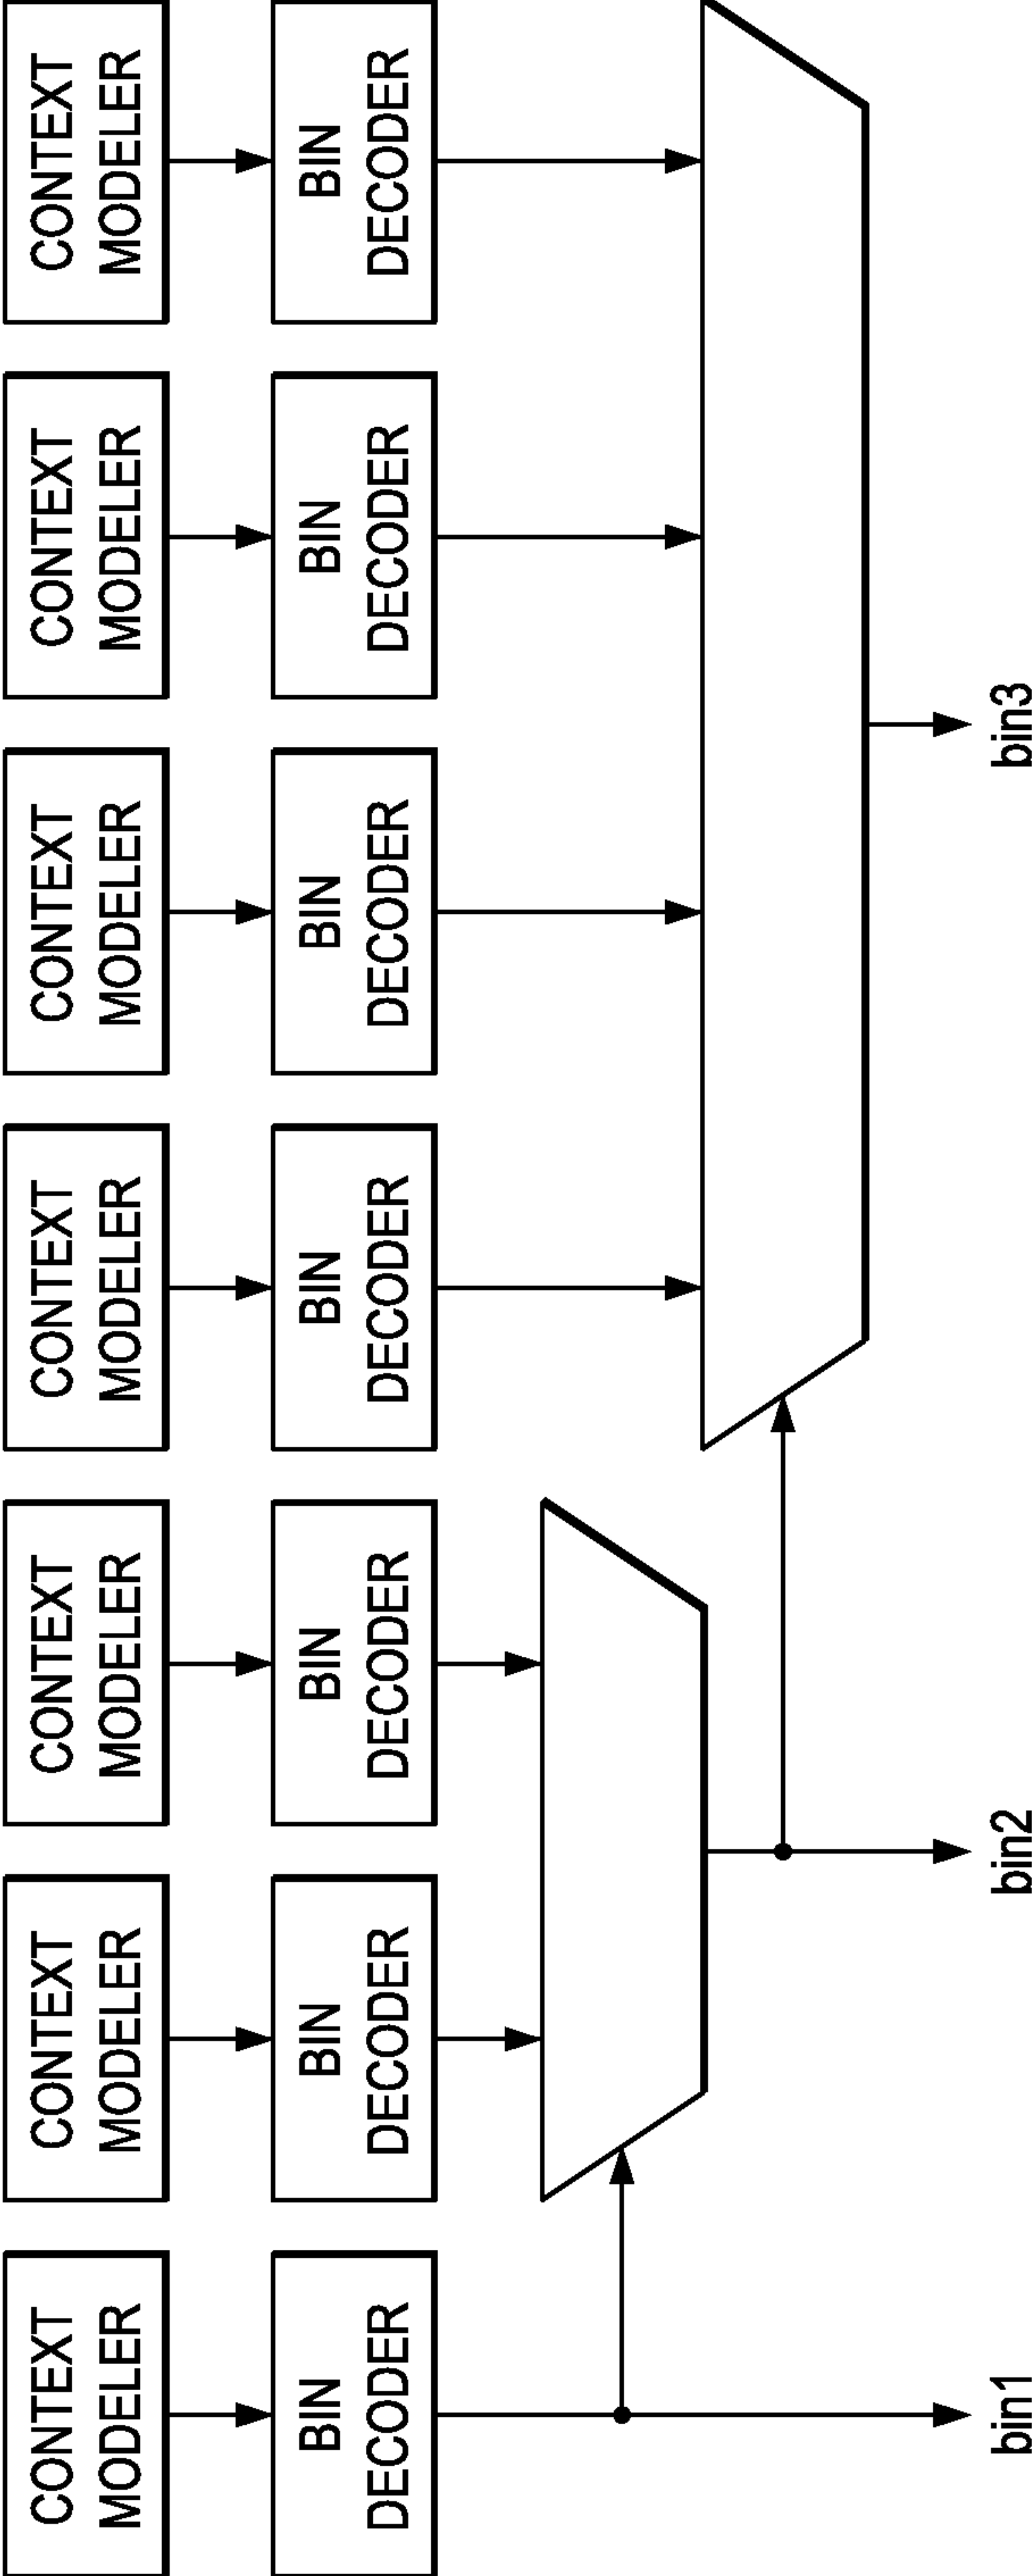 CONTEXT
MODELER
BIN
DECODER
CONTEXT
MODELER
BIN
DECODER
CONTEXT
MODELER
BIN
DECODER
CONTEXT
MODELER
BIN
DECODER
CONTEXT
MODELER
BIN
DECODER
CONTEXT
MODELER
BIN
DECODER
CONTEXT
MODELER
BIN
DECODER
bin1
bin2
bin3